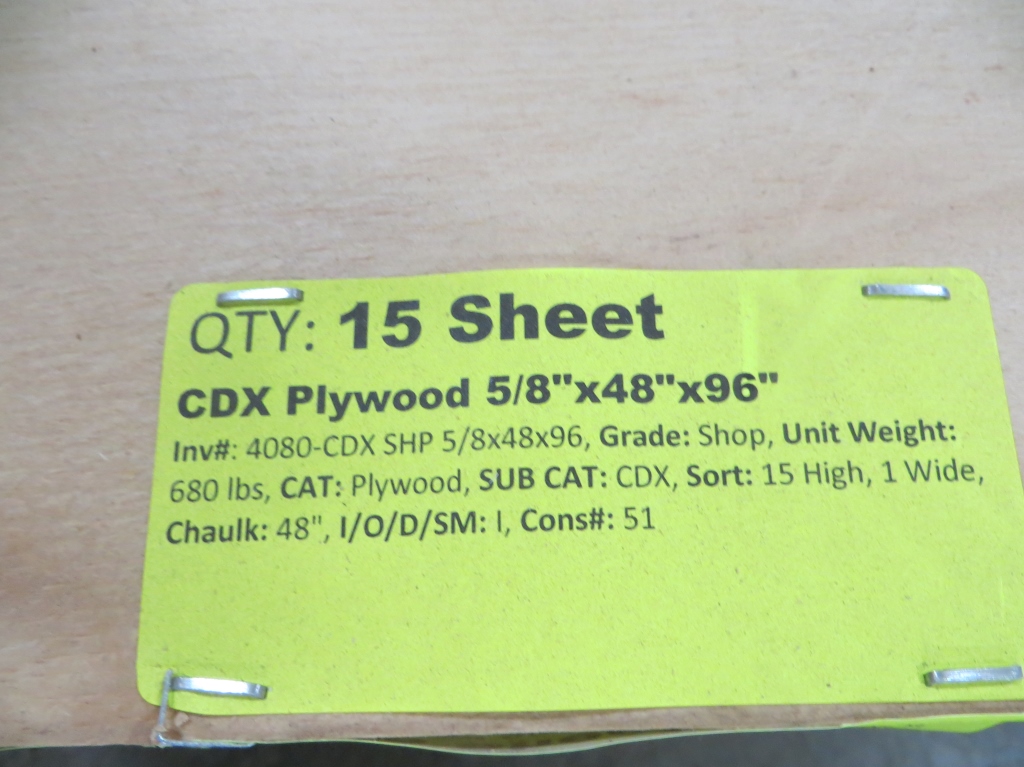 QTY: 15 Sheet
CDX Plywood 5/8"x48"x96"
Inv#: 4080-CDX SHP 5/8x48x96, Grade: Shop, Unit Weight:
680 lbs, CAT: Plywood, SUB CAT: CDX, Sort: 15 High, 1 Wide,
Chaulk: 48", I/O/D/SM: I, Cons#: 51